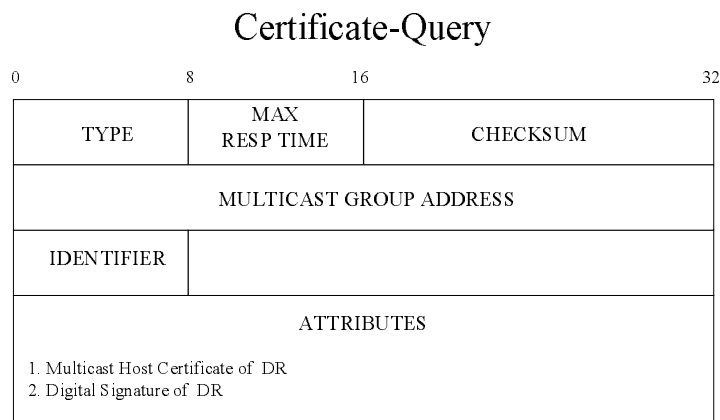 Certificate-Query
0 8 16 32
TYPE
MAX
RESP TIME
CHECKSUM
MULTICAST GROUP ADDRESS
IDENTIFIER
ATTRIBUTES
1. Multicast Host Certificate of DR
2. Digital Signature of DR